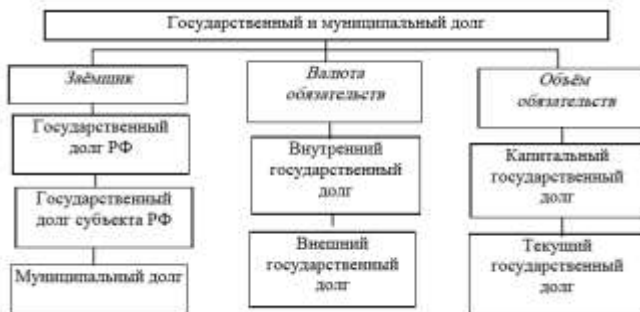 Государственный и муниципальный долг
Заёмщик
Государственный
долг РФ
Государственный
долг субъекта РФ
Муниципальный долг
Валюта
обязательств
Внутренний
государственный
долг
Внешний
государственный
долг
Объём
обязательств
Капитальный
государственный
долг
Текущий
государственный
долг